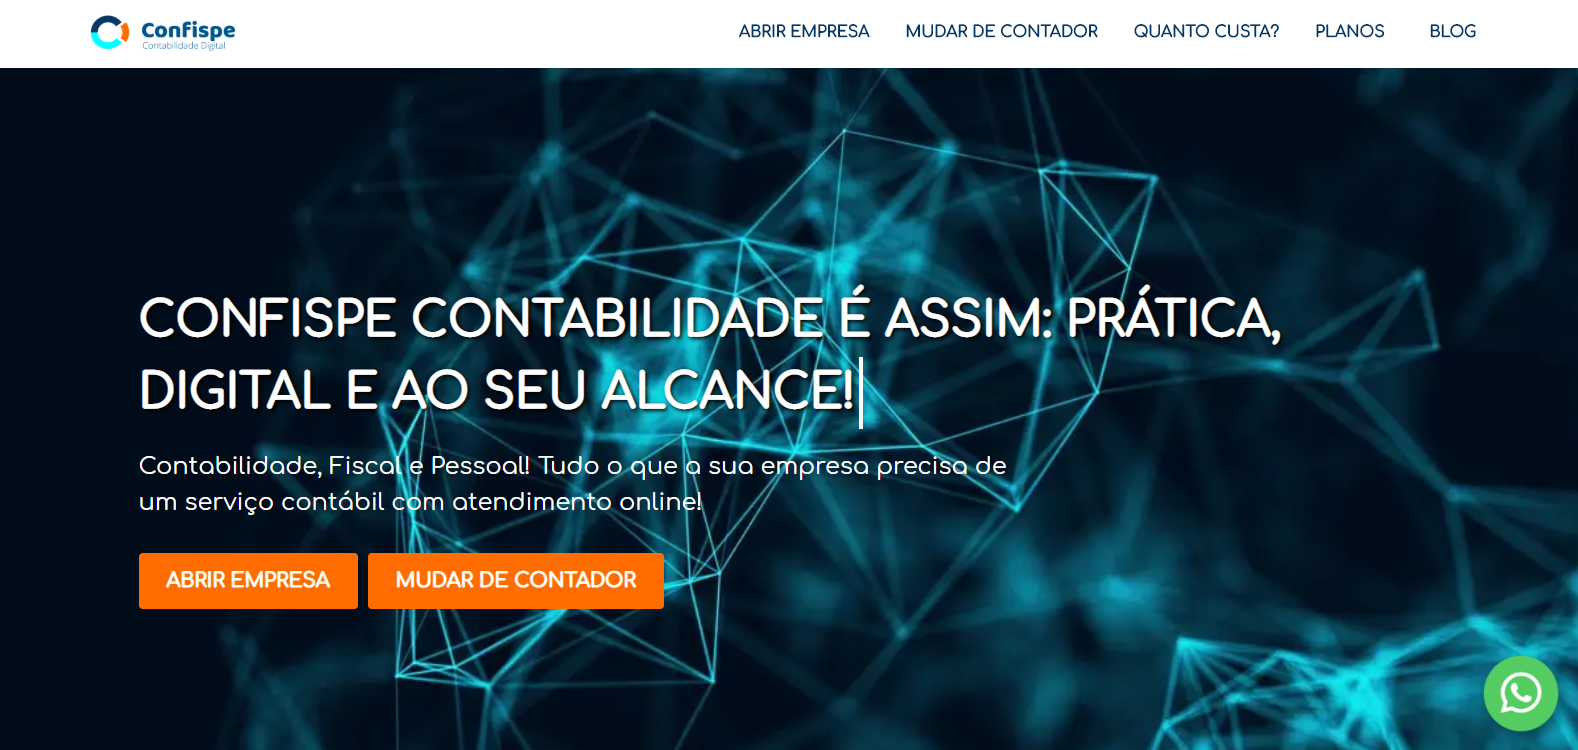 Confispe
Contabilidade Digital
ABRIR EMPRESA MUDAR DE CONTADOR QUANTO CUSTA? PLANOS BLOG
CONFISPE CONTABILIDADE É ASSIM: PRÁTICA,
DIGITAL E AO SEU ALCANCE!
Contabilidade, Fiscal e Pessoal! Tudo o que a sua empresa precisa de
um serviço contábil com atendimento online!
ABRIR EMPRESA MUDAR DE CONTADOR